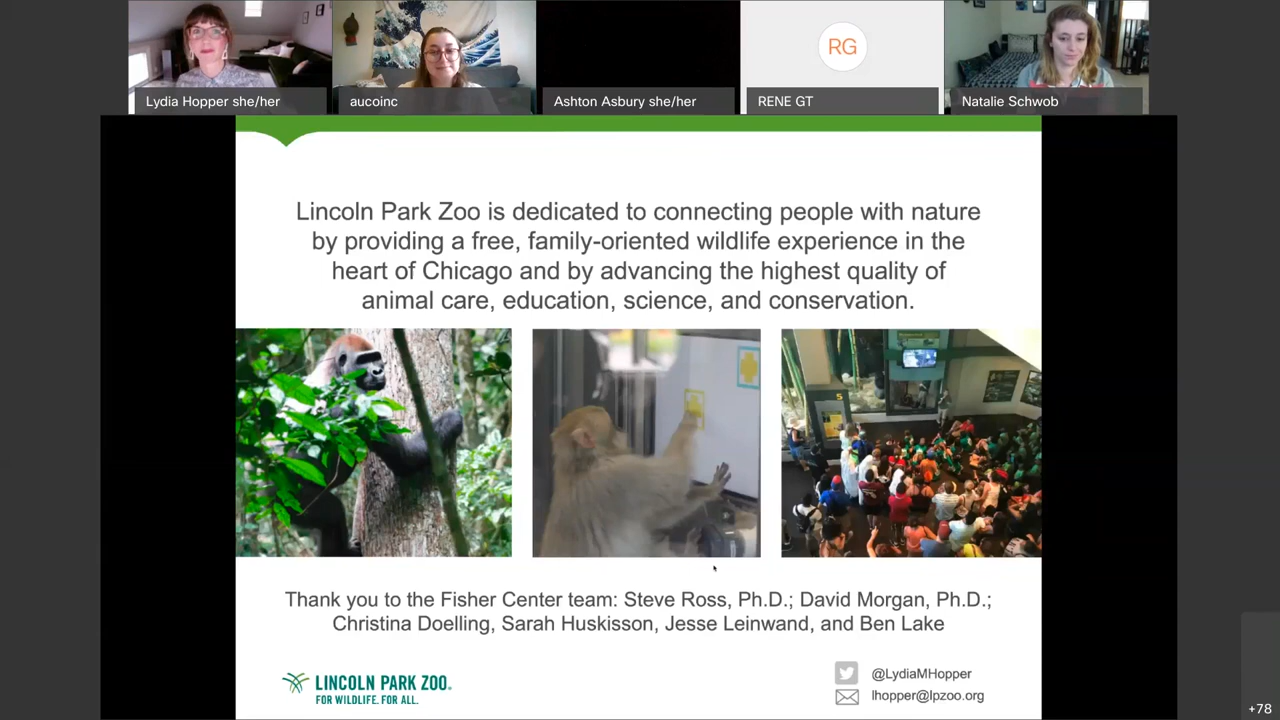 RG
Lydia Hopper she/her
aucoinc
Ashton Asbury she/her
RENE GT
Natalie Schwob
Lincoln Park Zoo is dedicated to connecting people with nature
by providing a free, family-oriented wildlife experience in the
heart of Chicago and by advancing the highest quality of
animal care, education, science, and conservation.
5
Thank you to the Fisher Center team: Steve Ross, Ph.D.; David Morgan, Ph.D.;
Christina Doelling, Sarah Huskisson, Jesse Leinwand, and Ben Lake
LINCOLN PARK ZOO.
FOR WILDLIFE. FOR ALL.
@LydiaMHopper
lhopper@lpzoo.org
+78